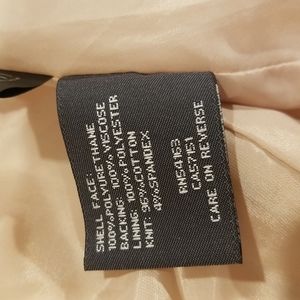 SHELL FACE:
100%POLYURETHANE
BACKING: 100%VISCOSE
LINING: 100%POLYESTER
KNIT: 96%COTTON
4%SPANDEX
RN54163
CA57151
CARE ON REVERSE